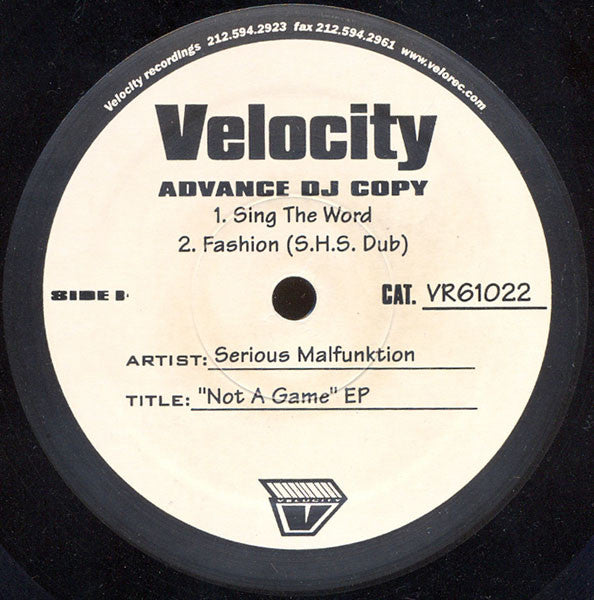 Velocity recordings 212.594.2923 fax 212.594.2961 www.velorec.com
Velocity
ADVANCE DJ COPY
1. Sing The Word
2. Fashion (S.H.S. Dub)
SIDE B:
CAT. VR61022
ARTIST: Serious Malfunktion
TITLE: "Not A Game" EP
VELOCITY
V